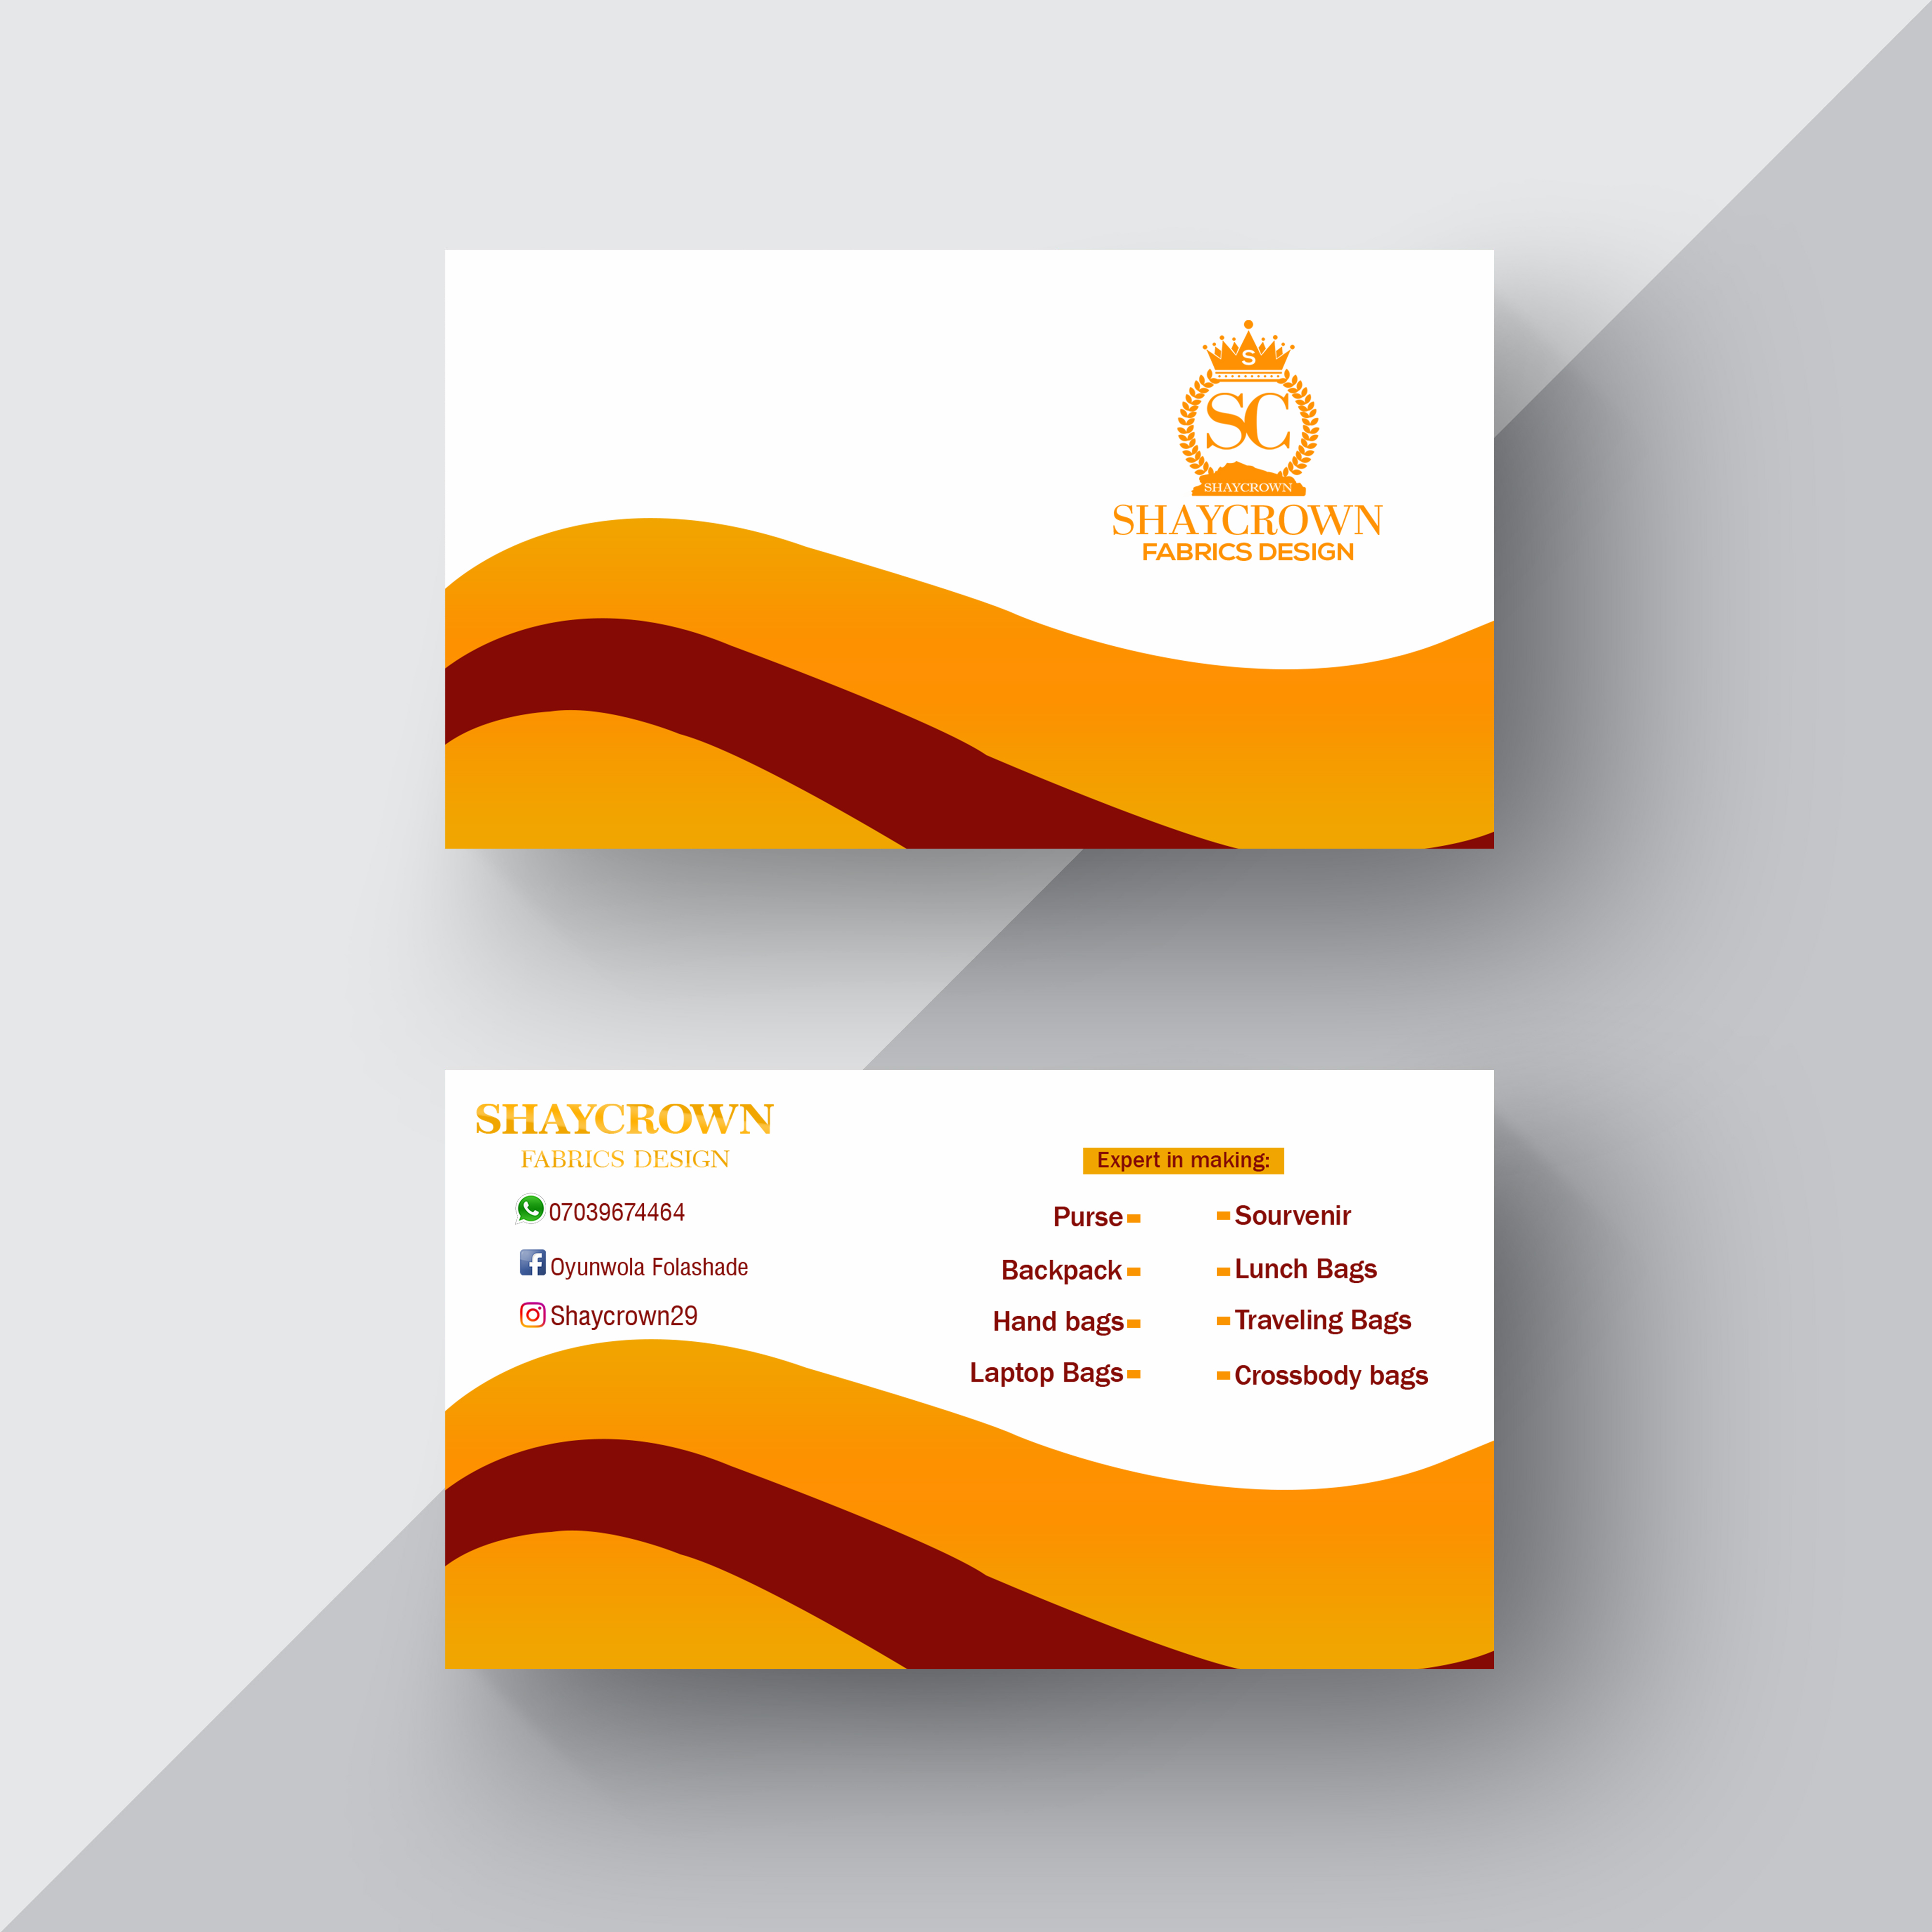 S
SC
SHAYCROWN
SHAYCROWN
FABRICS DESIGN
SHAYCROWN
FABRICS DESIGN
07039674464
Oyunwola Folashade
Shaycrown29
Expert in making:
Purse
Backpack
Hand bags
Laptop Bags
Sourvenir
Lunch Bags
Traveling Bags
Crossbody bags